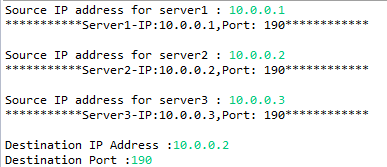 Source IP address for server1 : 10.0.0.1
***********Server1-IP:10.0.0.1,Port: 190************
Source IP address for server2 : 10.0.0.2
***********Server2-IP:10.0.0.2,Port: 190************
Source IP address for server3 : 10.0.0.3
***********Server3-IP:10.0.0.3,Port: 190************
Destination IP Address :10.0.0.2
Destination Port :190